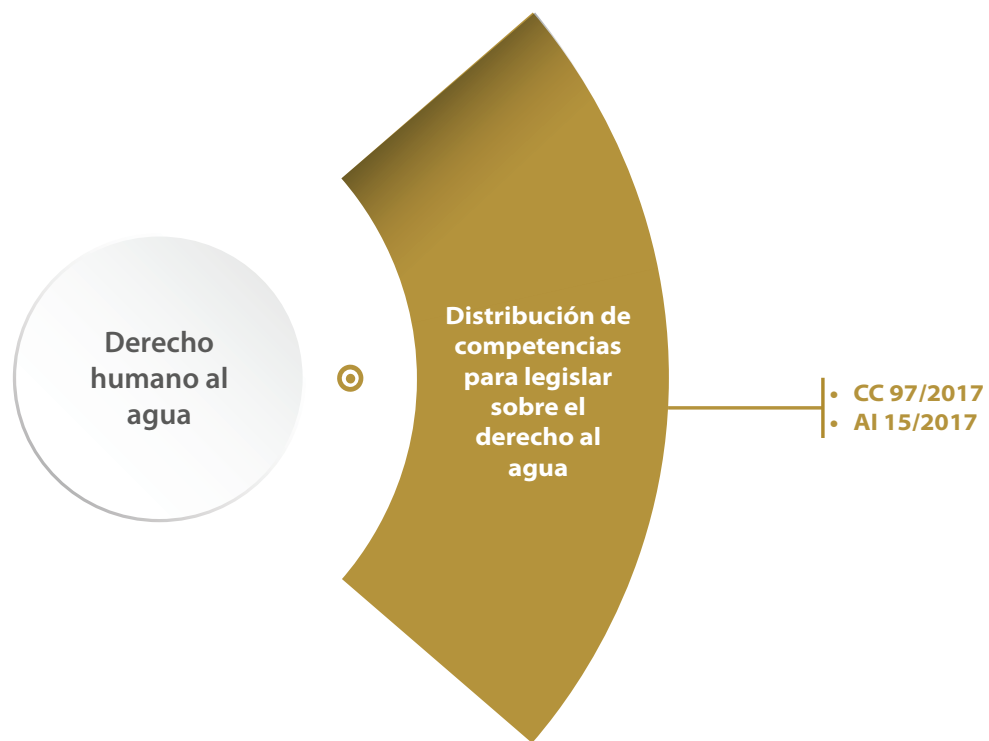 Derecho
humano al
agua
Distribución de
competencias
para legislar
sobre el
derecho al
agua
• CC 97/2017
• AI 15/2017